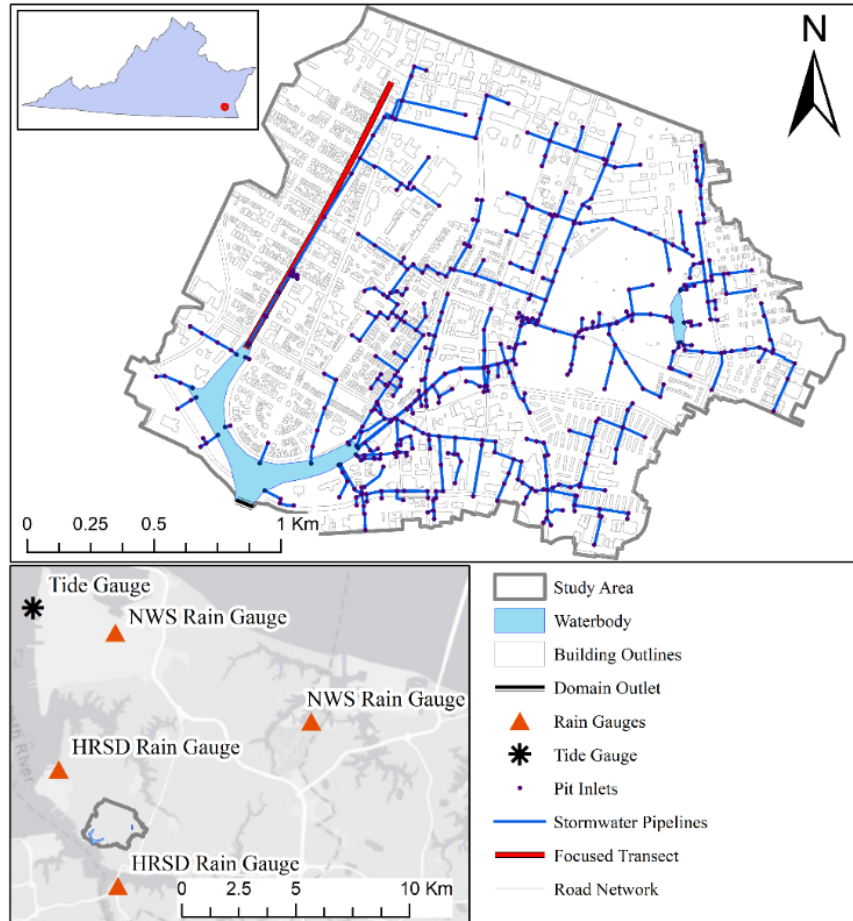 N
0 0.25 0.5 1 Km
Tide Gauge
NWS Rain Gauge
NWS Rain Gauge
HRSD Rain Gauge
HRSD Rain Gauge
0 2.5 5 10 Km
Study Area
Waterbody
Building Outlines
Domain Outlet
Rain Gauges
Tide Gauge
Pit Inlets
Stormwater Pipelines
Focused Transect
Road Network